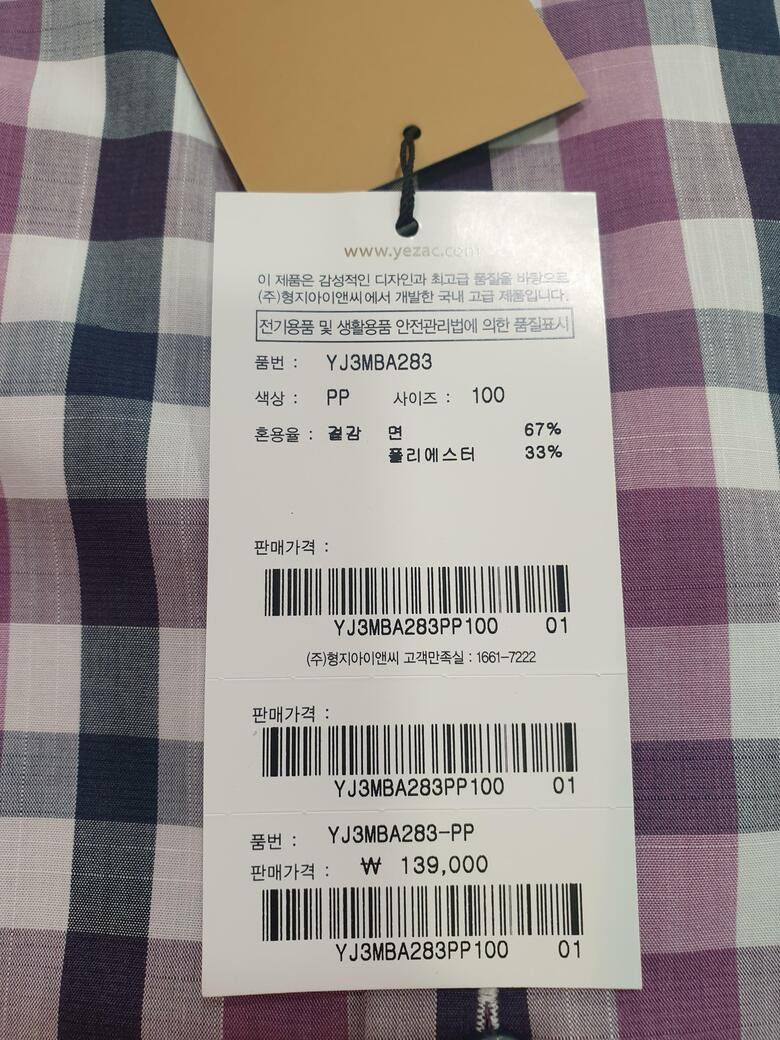 www.yezac.com
이 제품은 감성적인 디자인과 최고급 품질을 바탕으로
(주)형지아이앤씨에서 개발한 국내 고급 제품입니다.
전기용품 및 생활용품 안전관리법에 의한 품질표시
품번 : YJ3MBA283
색상 : PP 사이즈 : 100
혼용율 : 겉감 면 67%
폴리에스터 33%
판매가격 :
YJ3MBA283PP100 01
(주)형지아이앤씨 고객만족실 : 1661-7222
판매가격 :
YJ3MBA283PP100 01
품번 : YJ3MBA283-PP
판매가격 : ₩ 139,000
YJ3MBA283PP100 01